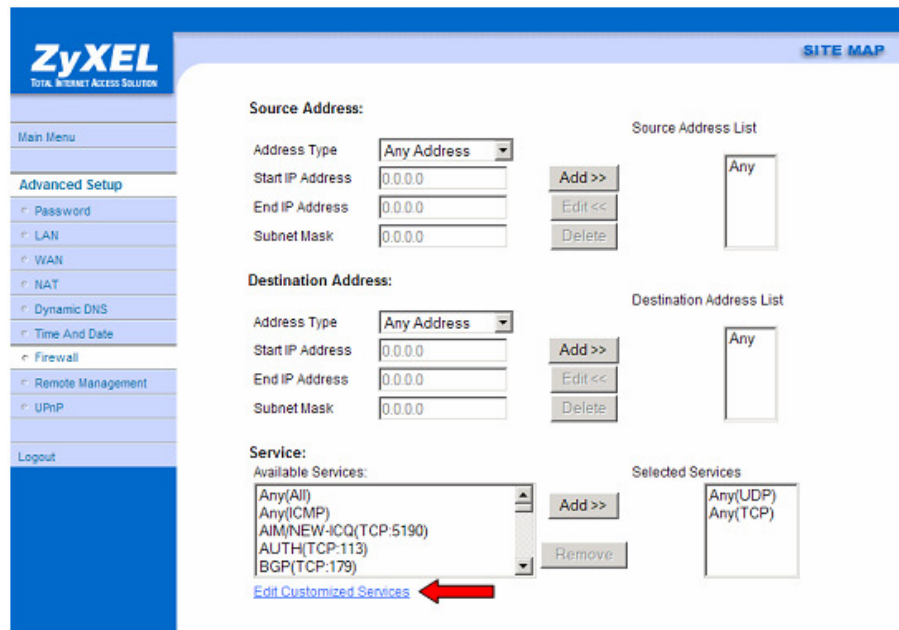 ZyXEL
TOTAL INTERNET ACCESS SOLUTION
SITE MAP
Main Menu
Advanced Setup
Password
LAN
WAN
NAT
Dynamic DNS
Time And Date
Firewall
Remote Management
UPnP
Logout
Source Address:
Source Address List
Address Type Any Address
Any
Start IP Address 0.0.0.0 Add >>
End IP Address 0.0.0.0 Edit <<
Subnet Mask 0.0.0.0 Delete
Destination Address:
Destination Address List
Address Type Any Address
Any
Start IP Address 0.0.0.0 Add >>
End IP Address 0.0.0.0 Edit <<
Subnet Mask 0.0.0.0 Delete
Service:
Available Services: Selected Services
Any(All)
Any(ICMP)
AIM/NEW-ICQ(TCP:5190)
AUTH(TCP:113)
BGP(TCP:179)
Add >>
Remove
Any(UDP)
Any(TCP)
Edit Customized Services